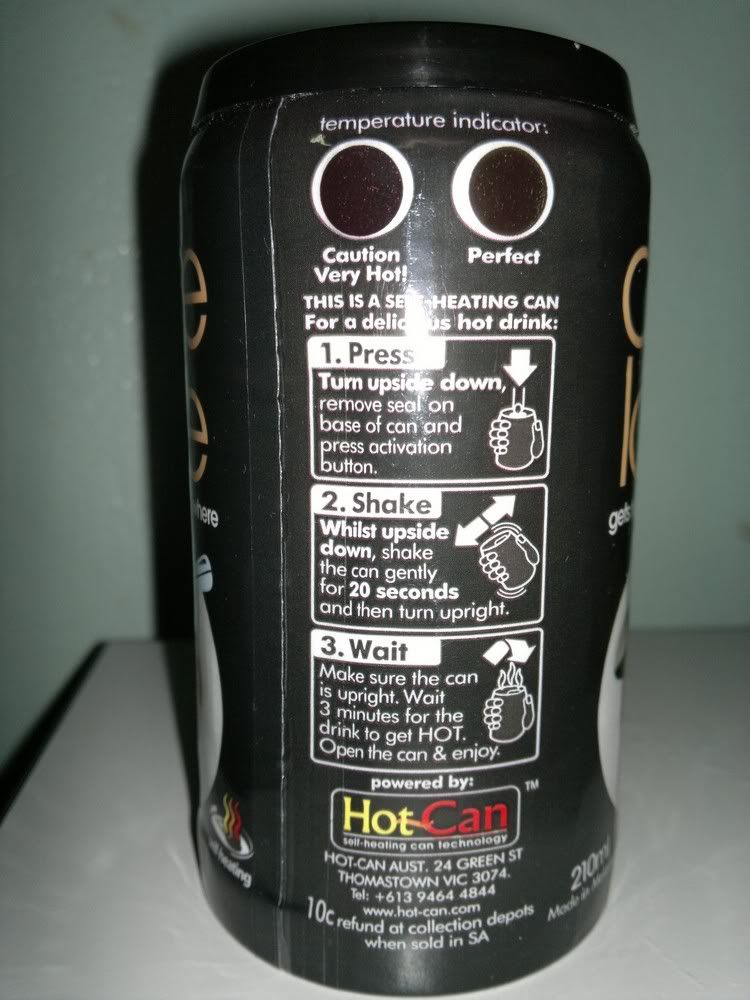 temperature indicator:
Caution
Very Hot!
Perfect
THIS IS A SELF-HEATING CAN
For a delicious hot drink:
1. Press
Turn upside down,
remove seal on
base of can and
press activation
button.
2. Shake
Whilst upside
down, shake
the can gently
for 20 seconds
and then turn upright.
3. Wait
Make sure the can
is upright. Wait
3 minutes for the
drink to get HOT.
Open the can & enjoy.
powered by:
Hot-Can TM
self-heating can technology
HOT-CAN AUST. 24 GREEN ST
THOMASTOWN VIC 3074.
Tel: +613 9464 4844
www.hot-can.com
10c refund at collection depots
when sold in SA
heating
210ml
Made in
gets